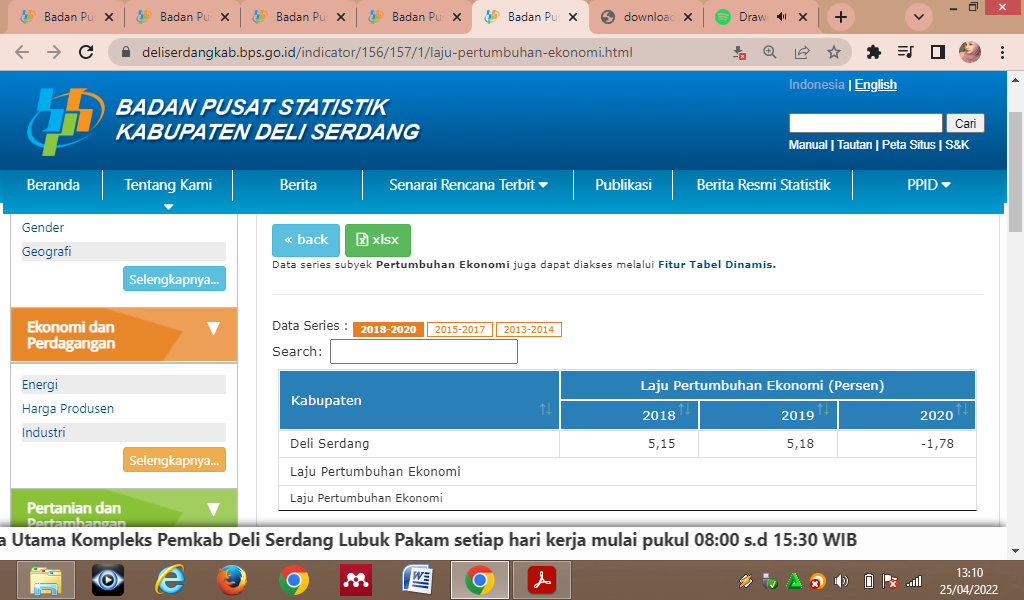 Badan Pu
Badan Pu
Badan Pu
Badan Pu
Badan Pu
downloac
Draw
deliserdangkab.bps.go.id/indicator/156/157/1/laju-pertumbuhan-ekonomi.html
Indonesia | English
BADAN PUSAT STATISTIK
KABUPATEN DELI SERDANG
Cari
Manual | Tautan | Peta Situs | S&K
Beranda Tentang Kami Berita Senarai Rencana Terbit Publikasi Berita Resmi Statistik PPID
Gender
Geografi
Selengkapnya...
« back xlsx
Data series subyek Pertumbuhan Ekonomi juga dapat diakses melalui Fitur Tabel Dinamis.
Ekonomi dan
Perdagangan
Energi
Harga Produsen
Industri
Selengkapnya...
Pertanian dan
Pertambangan
Data Series : 2018-2020 2015-2017 2013-2014
Search:
Kabupaten Laju Pertumbuhan Ekonomi (Persen)
2018 2019 2020
Deli Serdang 5,15 5,18 -1,78
Laju Pertumbuhan Ekonomi
Laju Pertumbuhan Ekonomi
a Utama Kompleks Pemkab Deli Serdang Lubuk Pakam setiap hari kerja mulai pukul 08:00 s.d 15:30 WIB
13:10
25/04/2022